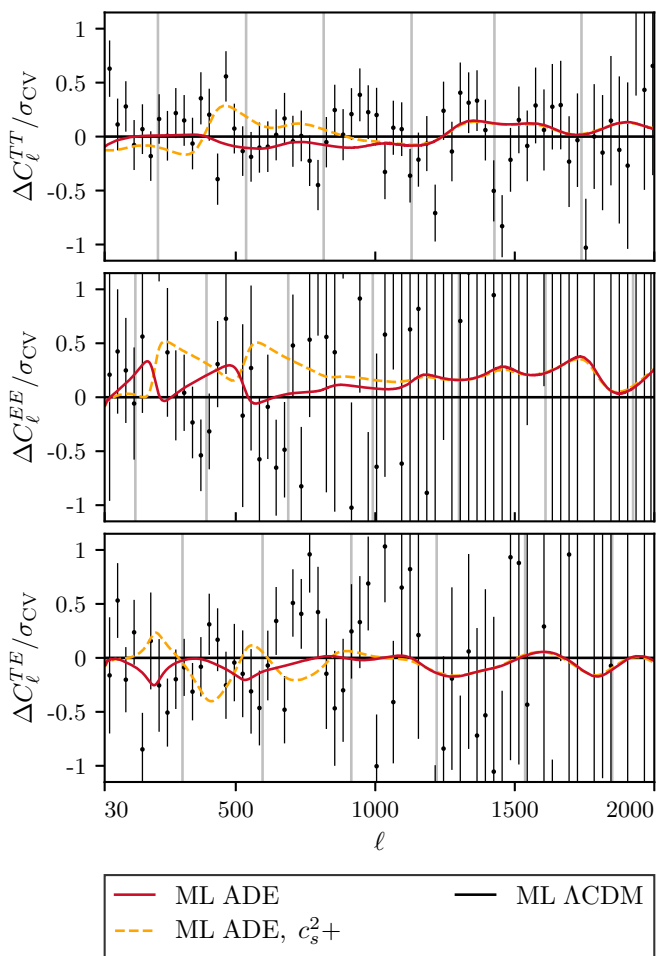 1
0.5
0
-0.5
-1
ΔC_ℓ^{TT}/σ_CV
1
0.5
0
-0.5
-1
ΔC_ℓ^{EE}/σ_CV
1
0.5
0
-0.5
-1
ΔC_ℓ^{TE}/σ_CV
30 500 1000 1500 2000
ℓ
ML ADE ML ΛCDM
ML ADE, c_s^2+